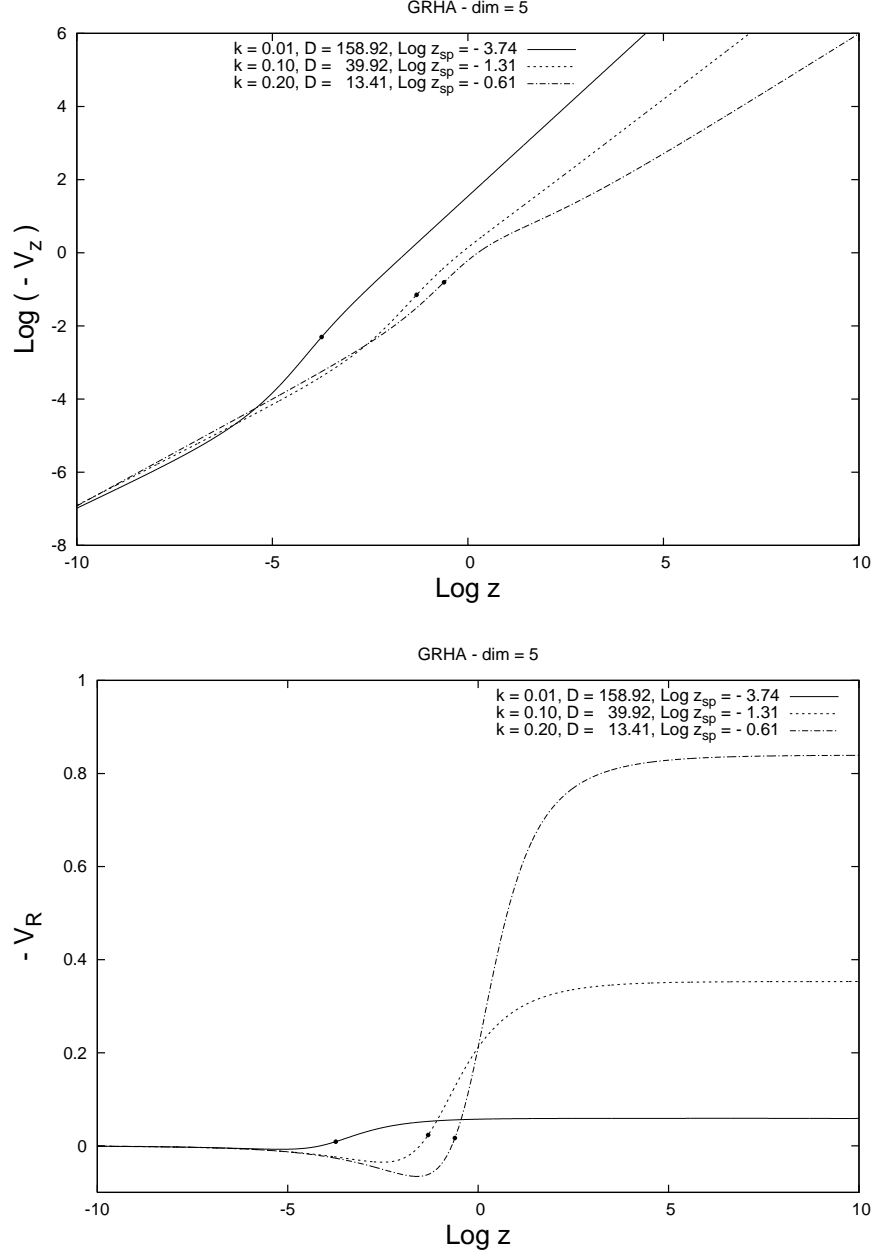 GRHA - dim = 5
k = 0.01, D = 158.92, Log z_sp = - 3.74
k = 0.10, D = 39.92, Log z_sp = - 1.31
k = 0.20, D = 13.41, Log z_sp = - 0.61
6
4
2
0
-2
-4
-6
-8
Log ( - V_z )
-10
-5
0
5
10
Log z
GRHA - dim = 5
k = 0.01, D = 158.92, Log z_sp = - 3.74
k = 0.10, D = 39.92, Log z_sp = - 1.31
k = 0.20, D = 13.41, Log z_sp = - 0.61
1
0.8
0.6
0.4
0.2
0
-1
- V_R
-10
-5
0
5
10
Log z